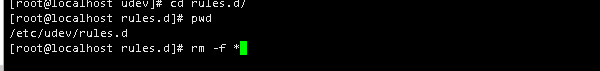 [root@localhost udev]# cd rules.d/
[root@localhost rules.d]# pwd
/etc/udev/rules.d
[root@localhost rules.d]# rm -f *